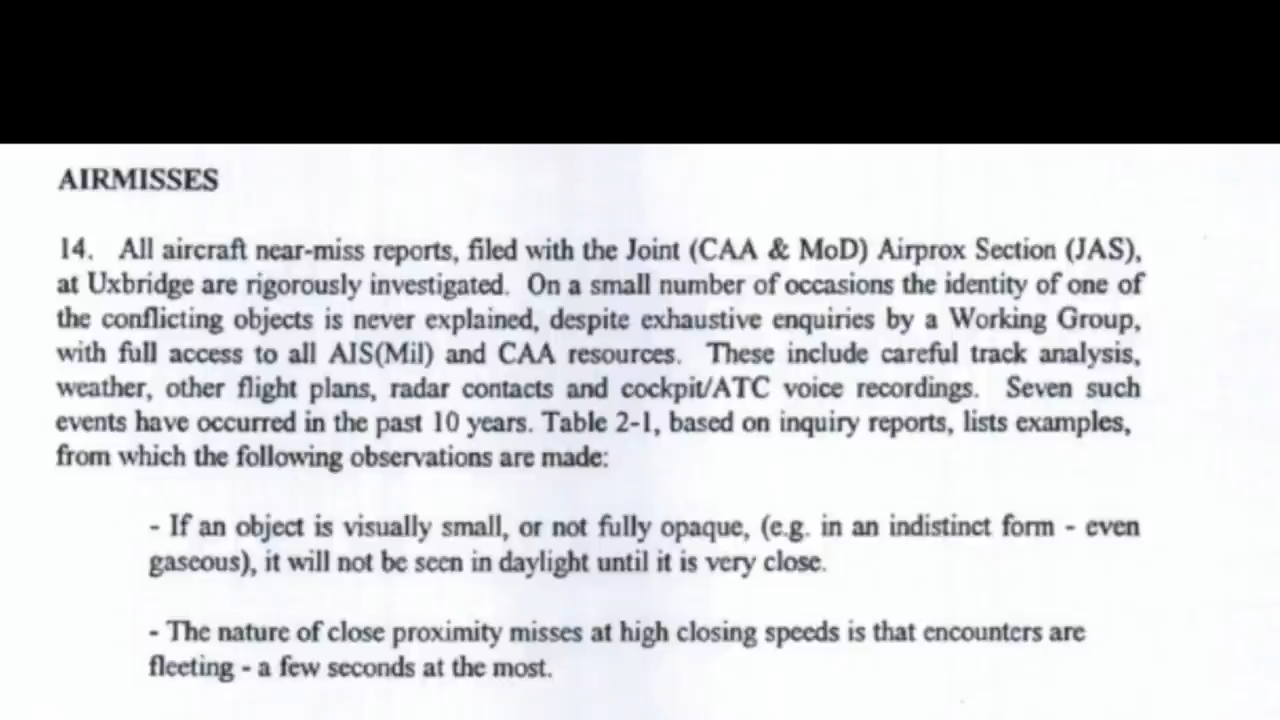 AIRMISSES
14. All aircraft near-miss reports, filed with the Joint (CAA & MoD) Airprox Section (JAS),
at Uxbridge are rigorously investigated. On a small number of occasions the identity of one of
the conflicting objects is never explained, despite exhaustive enquiries by a Working Group,
with full access to all AIS(Mil) and CAA resources. These include careful track analysis,
weather, other flight plans, radar contacts and cockpit/ATC voice recordings. Seven such
events have occurred in the past 10 years. Table 2-1, based on inquiry reports, lists examples,
from which the following observations are made:
- If an object is visually small, or not fully opaque, (e.g. in an indistinct form - even
gaseous), it will not be seen in daylight until it is very close.
- The nature of close proximity misses at high closing speeds is that encounters are
fleeting - a few seconds at the most.